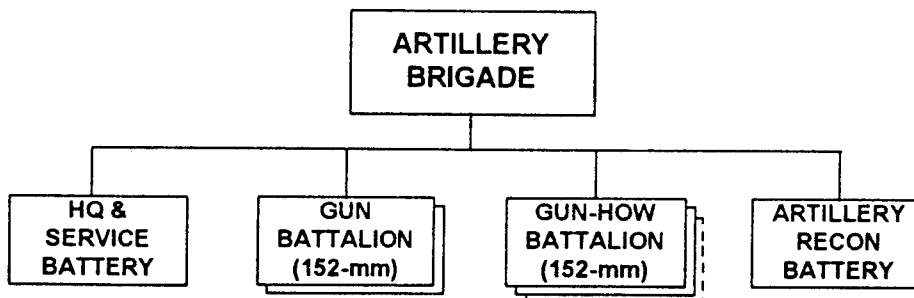 ARTILLERY
BRIGADE
HQ &
SERVICE
BATTERY
GUN
BATTALION
(152-mm)
GUN-HOW
BATTALION
(152-mm)
ARTILLERY
RECON
BATTERY